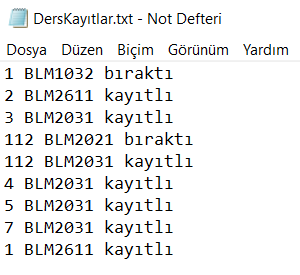 DersKayıtlar.txt - Not Defteri
Dosya Düzen Biçim Görünüm Yardım
1 BLM1032 bıraktı
2 BLM2611 kayıtlı
3 BLM2031 kayıtlı
112 BLM2021 bıraktı
112 BLM2031 kayıtlı
4 BLM2031 kayıtlı
5 BLM2031 kayıtlı
7 BLM2031 kayıtlı
1 BLM2611 kayıtlı